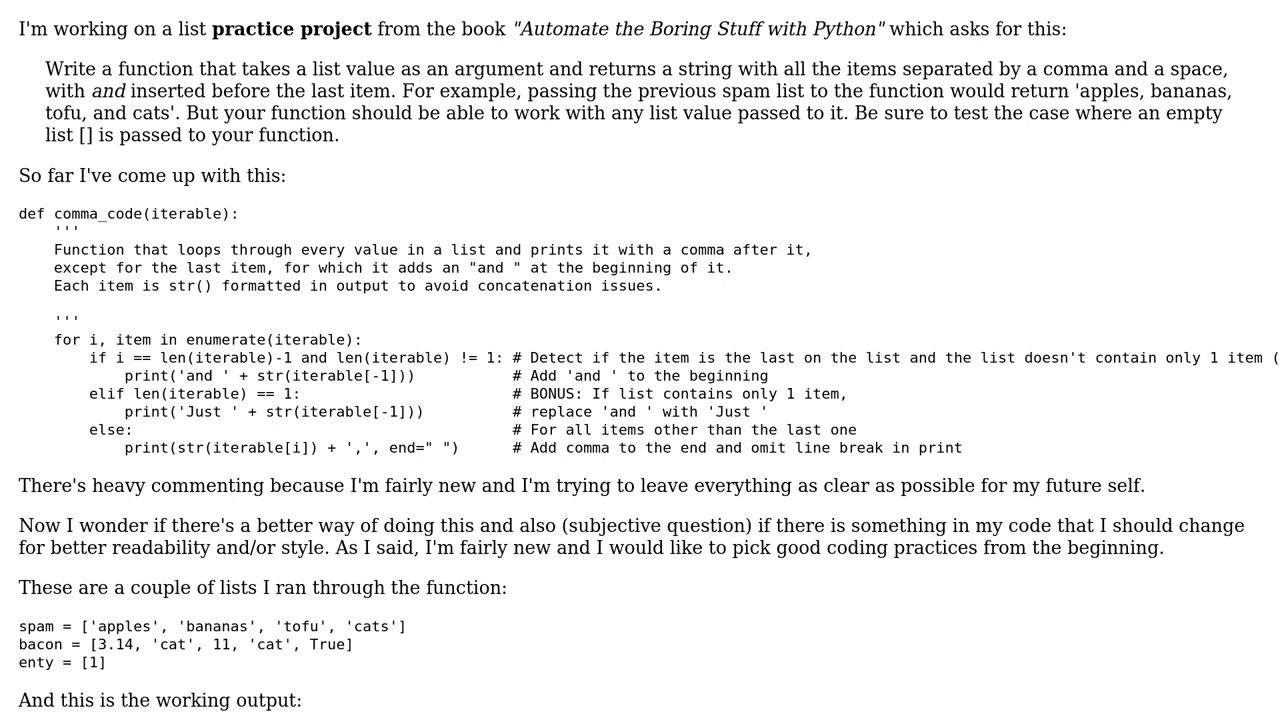 I'm working on a list practice project from the book "Automate the Boring Stuff with Python" which asks for this:
Write a function that takes a list value as an argument and returns a string with all the items separated by a comma and a space,
with and inserted before the last item. For example, passing the previous spam list to the function would return 'apples, bananas,
tofu, and cats'. But your function should be able to work with any list value passed to it. Be sure to test the case where an empty
list [] is passed to your function.
So far I've come up with this:
def comma_code(iterable):
    '''
    Function that loops through every value in a list and prints it with a comma after it,
    except for the last item, for which it adds an "and " at the beginning of it.
    Each item is str() formatted in output to avoid concatenation issues.
    '''
    for i, item in enumerate(iterable):
        if i == len(iterable)-1 and len(iterable) != 1: # Detect if the item is the last on the list and the list doesn't contain only 1 item (
            print('and ' + str(iterable[-1]))           # Add 'and ' to the beginning
        elif len(iterable) == 1:                        # BONUS: If list contains only 1 item,
            print('Just ' + str(iterable[-1]))          # replace 'and ' with 'Just '
        else:                                           # For all items other than the last one
            print(str(iterable[i]) + ',', end=" ")      # Add comma to the end and omit line break in print
There's heavy commenting because I'm fairly new and I'm trying to leave everything as clear as possible for my future self.
Now I wonder if there's a better way of doing this and also (subjective question) if there is something in my code that I should change
for better readability and/or style. As I said, I'm fairly new and I would like to pick good coding practices from the beginning.
These are a couple of lists I ran through the function:
spam = ['apples', 'bananas', 'tofu', 'cats']
bacon = [3.14, 'cat', 11, 'cat', True]
enty = [1]
And this is the working output: